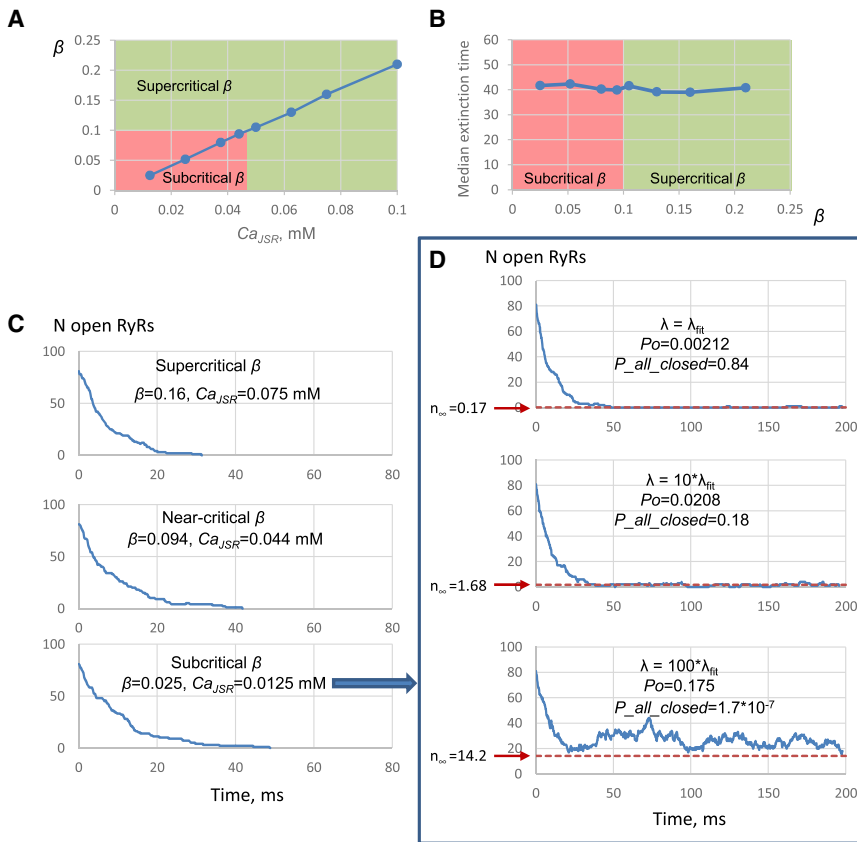 A
β
0.25
0.2
0.15
0.1
0.05
0
Supercritical β
Subcritical β
0 0.02 0.04 0.06 0.08 0.1
Ca_JSR, mM
B
Median extinction time
60
50
40
30
20
10
0
Subcritical β Supercritical β
0 0.05 0.1 0.15 0.2 0.25
β
C
N open RyRs
100
50
0
Supercritical β
β=0.16, Ca_JSR=0.075 mM
0 20 40 60 80
100
50
0
Near-critical β
β=0.094, Ca_JSR=0.044 mM
0 20 40 60 80
100
50
0
Subcritical β
β=0.025, Ca_JSR=0.0125 mM
0 20 40 60 80
Time, ms
D
N open RyRs
100
80
60
40
20
0
λ = λ_fit
Po=0.00212
P_all_closed=0.84
n∞=0.17
0 50 100 150 200
100
80
60
40
20
0
λ = 10*λ_fit
Po=0.0208
P_all_closed=0.18
n∞=1.68
0 50 100 150 200
100
80
60
40
20
0
λ = 100*λ_fit
Po=0.175
P_all_closed=1.7*10⁻⁷
n∞=14.2
0 50 100 150 200
Time, ms